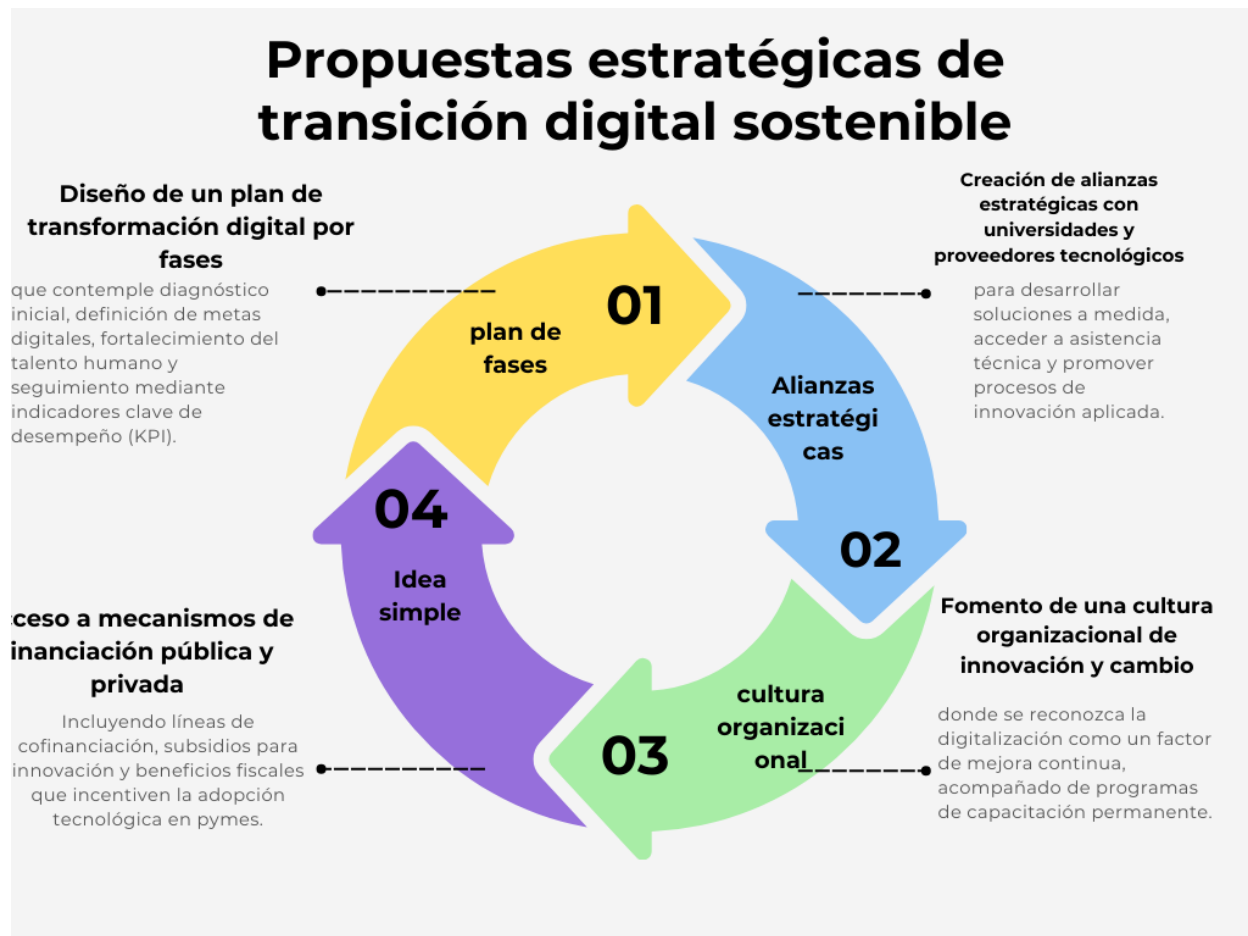 Propuestas estratégicas de
transición digital sostenible
Diseño de un plan de
transformación digital por
fases
que contemple diagnóstico
inicial, definición de metas
digitales, fortalecimiento del
talento humano y
seguimiento mediante
indicadores clave de
desempeño (KPI).
Creación de alianzas
estratégicas con
universidades y
proveedores tecnológicos
para desarrollar
soluciones a medida,
acceder a asistencia
técnica y promover
procesos de
innovación aplicada.
01
plan de
fases
Alianzas
estratégi
cas
02
03
cultura
organizaci
onal
04
Idea
simple
cceso a mecanismos de
inanciación pública y
privada
Incluyendo líneas de
cofinanciación, subsidios para
innovación y beneficios fiscales
que incentiven la adopción
tecnológica en pymes.
Fomento de una cultura
organizacional de
innovación y cambio
donde se reconozca la
digitalización como un factor
de mejora continua,
acompañado de programas
de capacitación permanente.